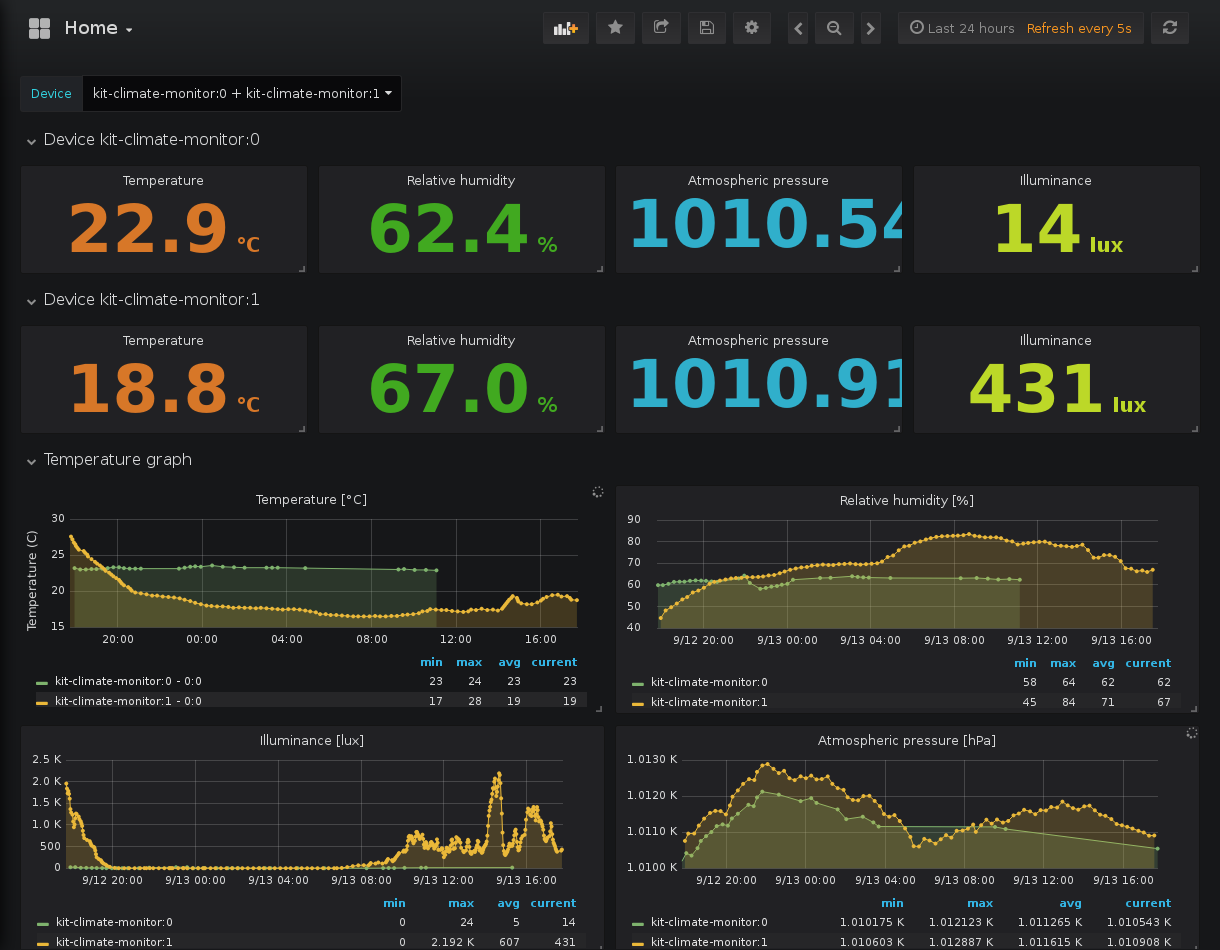 Home
Last 24 hours Refresh every 5s
Device kit-climate-monitor:0 + kit-climate-monitor:1
Device kit-climate-monitor:0
Temperature Relative humidity Atmospheric pressure Illuminance
22.9 °C 62.4 % 1010.54 14 lux
Device kit-climate-monitor:1
Temperature Relative humidity Atmospheric pressure Illuminance
18.8 °C 67.0 % 1010.91 431 lux
Temperature graph
Temperature [°C]
Temperature (C)
30
25
20
15
20:00 00:00 04:00 08:00 12:00 16:00
min max avg current
kit-climate-monitor:0 - 0:0 23 24 23 23
kit-climate-monitor:1 - 0:0 17 28 19 19
Relative humidity [%]
90
80
70
60
50
40
9/12 20:00 9/13 00:00 9/13 04:00 9/13 08:00 9/13 12:00 9/13 16:00
min max avg current
kit-climate-monitor:0 58 64 62 62
kit-climate-monitor:1 45 84 71 67
Illuminance [lux]
2.5 K
2.0 K
1.5 K
1.0 K
500
0
9/12 20:00 9/13 00:00 9/13 04:00 9/13 08:00 9/13 12:00 9/13 16:00
min max avg current
kit-climate-monitor:0 0 24 5 14
kit-climate-monitor:1 0 2.192 K 607 431
Atmospheric pressure [hPa]
1.0130 K
1.0120 K
1.0110 K
1.0100 K
9/12 20:00 9/13 00:00 9/13 04:00 9/13 08:00 9/13 12:00 9/13 16:00
min max avg current
kit-climate-monitor:0 1.010175 K 1.012123 K 1.011265 K 1.010543 K
kit-climate-monitor:1 1.010603 K 1.012887 K 1.011615 K 1.010908 K